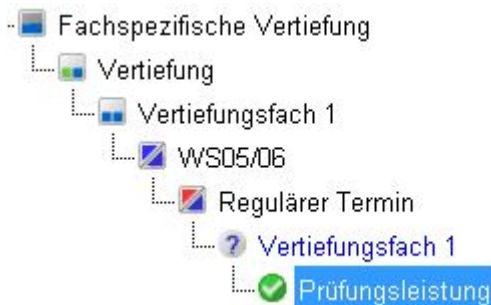 Fachspezifische Vertiefung
Vertiefung
Vertiefungsfach 1
WS05/06
Regulärer Termin
? Vertiefungsfach 1
Prüfungsleistung